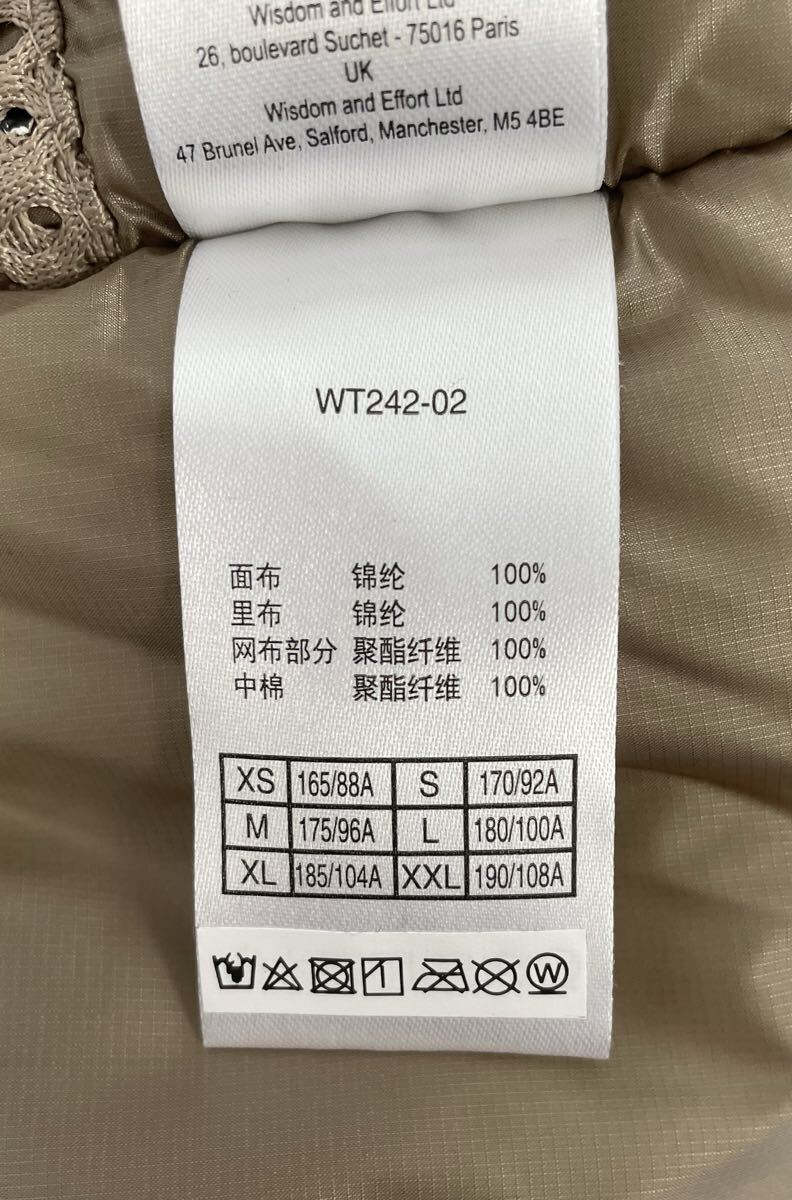 Wisdom and Effort Ltd
26, boulevard Suchet - 75016 Paris
UK
Wisdom and Effort Ltd
47 Brunel Ave, Salford, Manchester, M5 4BE
WT242-02
面布 锦纶 100%
里布 锦纶 100%
网布部分 聚酯纤维 100%
中棉 聚酯纤维 100%
XS 165/88A S 170/92A
M 175/96A L 180/100A
XL 185/104A XXL 190/108A
W